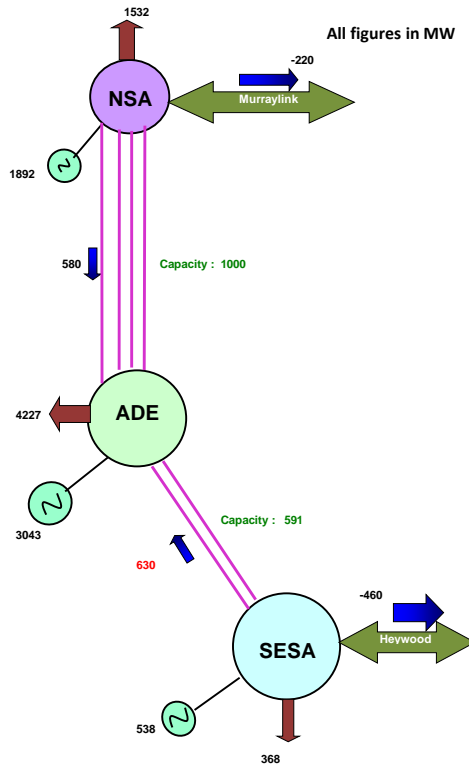 1532
All figures in MW
-220
NSA
Murraylink
1892
580
Capacity : 1000
4227
ADE
3043
Capacity : 591
630
-460
SESA
Heywood
538
368